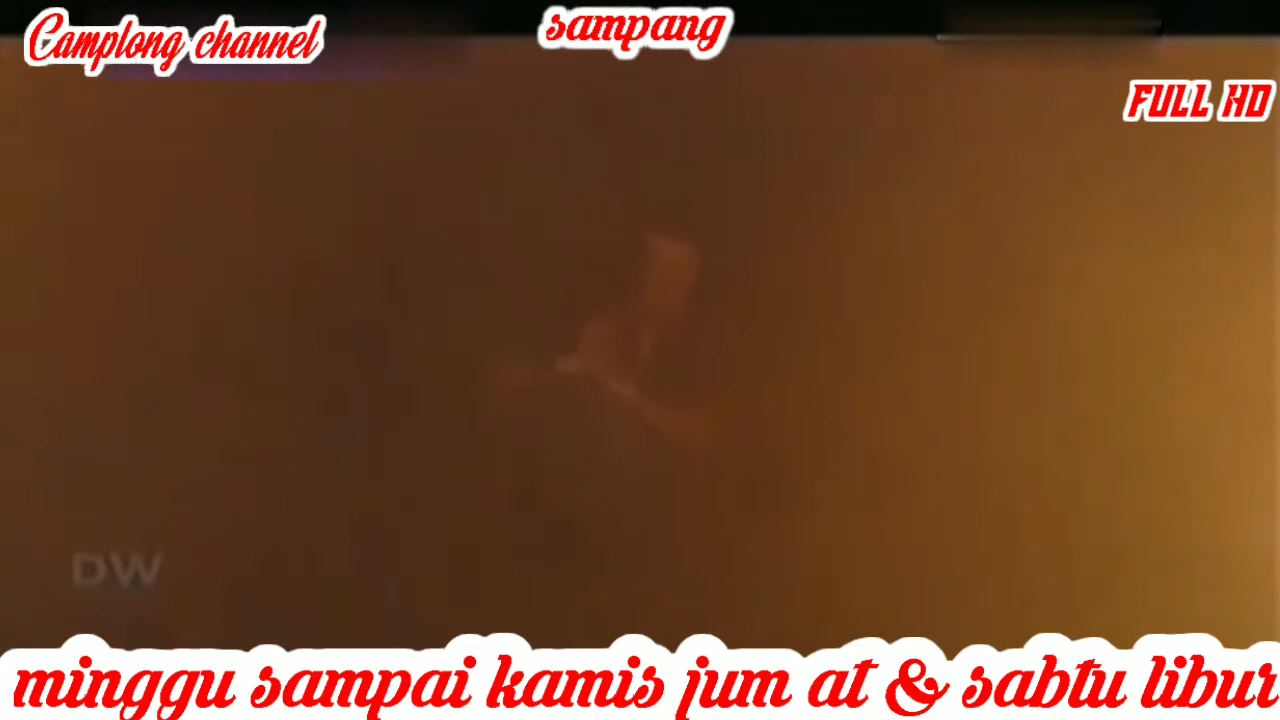 Camplong channel
sampang
FULL HD
DW
minggu sampai kamis jum at & sabtu libur